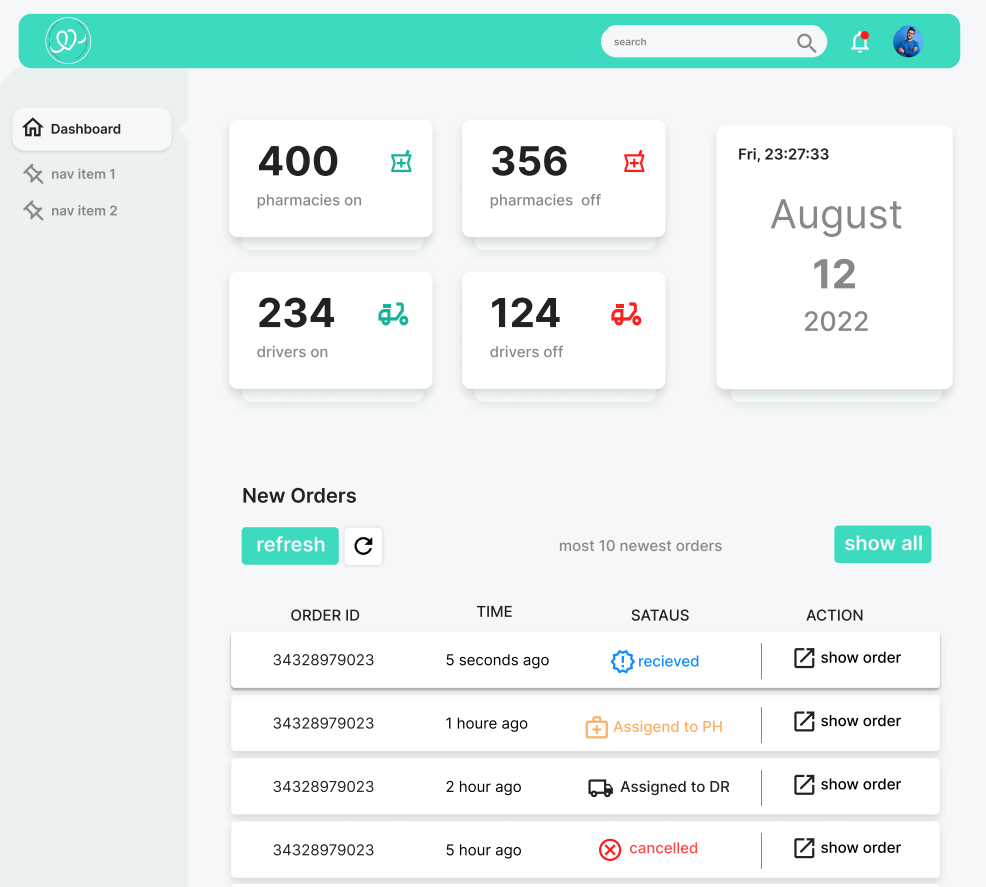 search
Dashboard
nav item 1
nav item 2
400
pharmacies on
356
pharmacies off
234
drivers on
124
drivers off
Fri, 23:27:33
August
12
2022
New Orders
refresh
most 10 newest orders
show all
ORDER ID TIME SATAUS ACTION
34328979023 5 seconds ago recieved show order
34328979023 1 houre ago Assigend to PH show order
34328979023 2 hour ago Assigned to DR show order
34328979023 5 hour ago cancelled show order